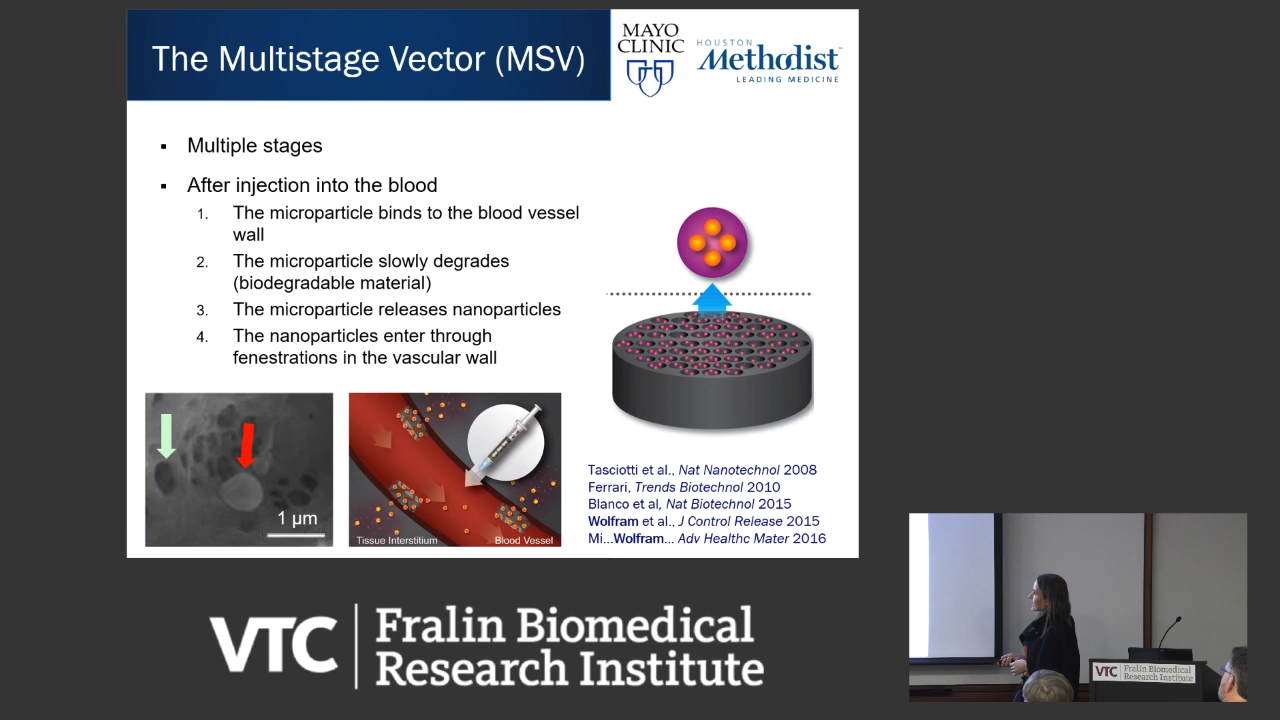 The Multistage Vector (MSV)
MAYO
CLINIC
HOUSTON
Methodist
LEADING MEDICINE
▪ Multiple stages
▪ After injection into the blood
1. The microparticle binds to the blood vessel
wall
2. The microparticle slowly degrades
(biodegradable material)
3. The microparticle releases nanoparticles
4. The nanoparticles enter through
fenestrations in the vascular wall
1 µm
Tissue Interstitium
Blood Vessel
Tasciotti et al., Nat Nanotechnol 2008
Ferrari, Trends Biotechnol 2010
Blanco et al, Nat Biotechnol 2015
Wolfram et al., J Control Release 2015
Mi...Wolfram... Adv Healthc Mater 2016
VTC
Fralin Biomedical
Research Institute
VTC
Fralin Biomedical
Research Institute